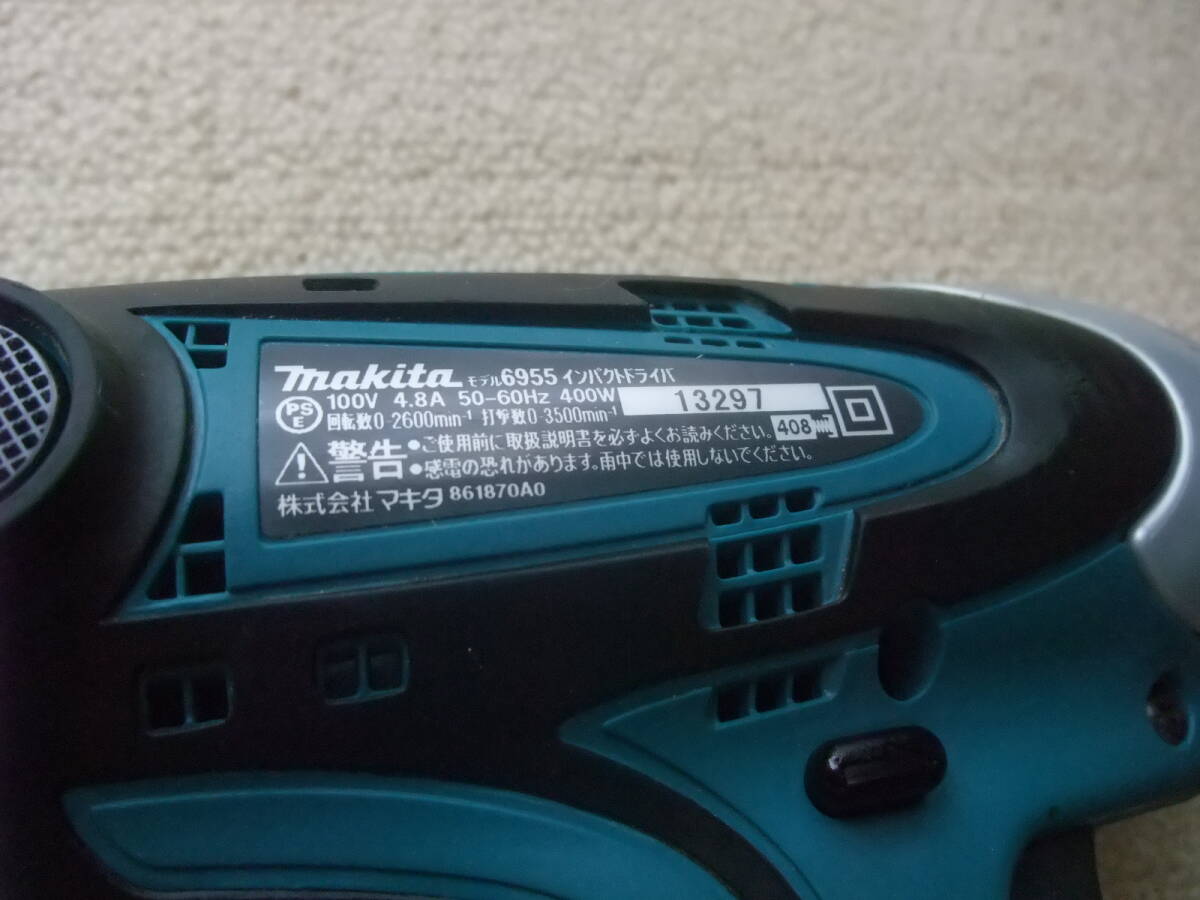 makita モデル6955 インパクトドライバ
100V 4.8A 50-60Hz 400W 13297
PSE 回転数0-2600min⁻¹ 打撃数0-3500min⁻¹
警告 ●ご使用前に取扱説明書を必ずよくお読みください。 408
●感電の恐れがあります。雨中では使用しないでください。
株式会社 マキタ 861870A0